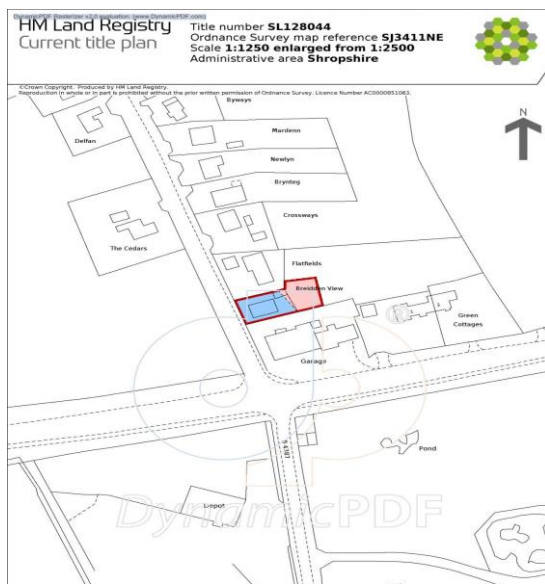 DynamicPDF Rasterizer v2.0 evaluation. (www.DynamicPDF.com)
HM Land Registry
Current title plan
Title number SL128044
Ordnance Survey map reference SJ3411NE
Scale 1:1250 enlarged from 1:2500
Administrative area Shropshire
©Crown Copyright. Produced by HM Land Registry.
Reproduction in whole or in part is prohibited without the prior written permission of Ordnance Survey. Licence Number AC0000851063.
N
Byways
Delfan
Mardenn
Newlyn
Brynteg
Crossways
The Cedars
Flatfields
Breidden View
Green
Cottages
Garage
Pond
Depot
DynamicPDF